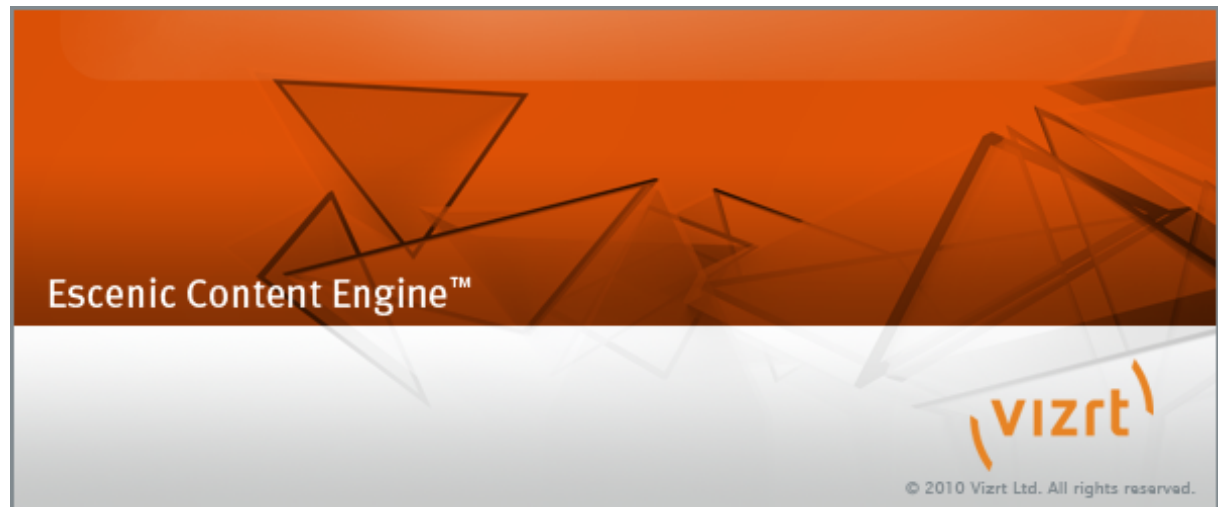 Escenic Content Engine™
vizrt
© 2010 Vizrt Ltd. All rights reserved.